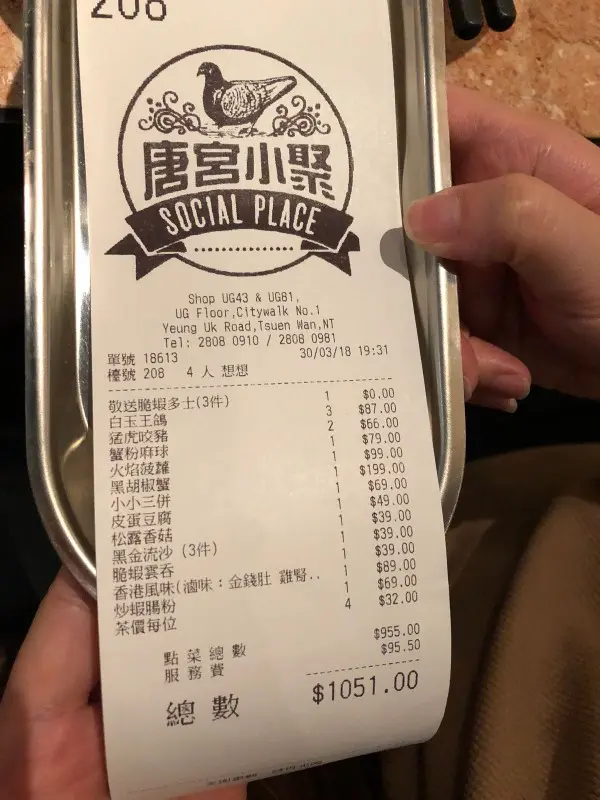 208
唐宮小聚
SOCIAL PLACE
Shop UG43 & UG81,
UG Floor,Citywalk No.1
Yeung Uk Road,Tsuen Wan,NT
Tel: 2808 0910 / 2808 0981
單號 18613 30/03/18 19:31
檯號 208 4 人 想想
敬送脆蝦多士(3件) 1 $0.00
白玉王鴿 3 $87.00
猛虎咬豬 2 $66.00
蟹粉麻球 1 $79.00
火焰菠蘿 1 $99.00
黑胡椒蟹 1 $199.00
小小三併 1 $69.00
皮蛋豆腐 1 $49.00
松露香菇 1 $39.00
黑金流沙 (3件) 1 $39.00
脆蝦雲吞 1 $39.00
香港風味(滷味：金錢肚 雞腎.. 1 $89.00
炒蝦腸粉 1 $69.00
茶價每位 4 $32.00
點菜總數 $955.00
服務費 $95.50
總數 $1051.00